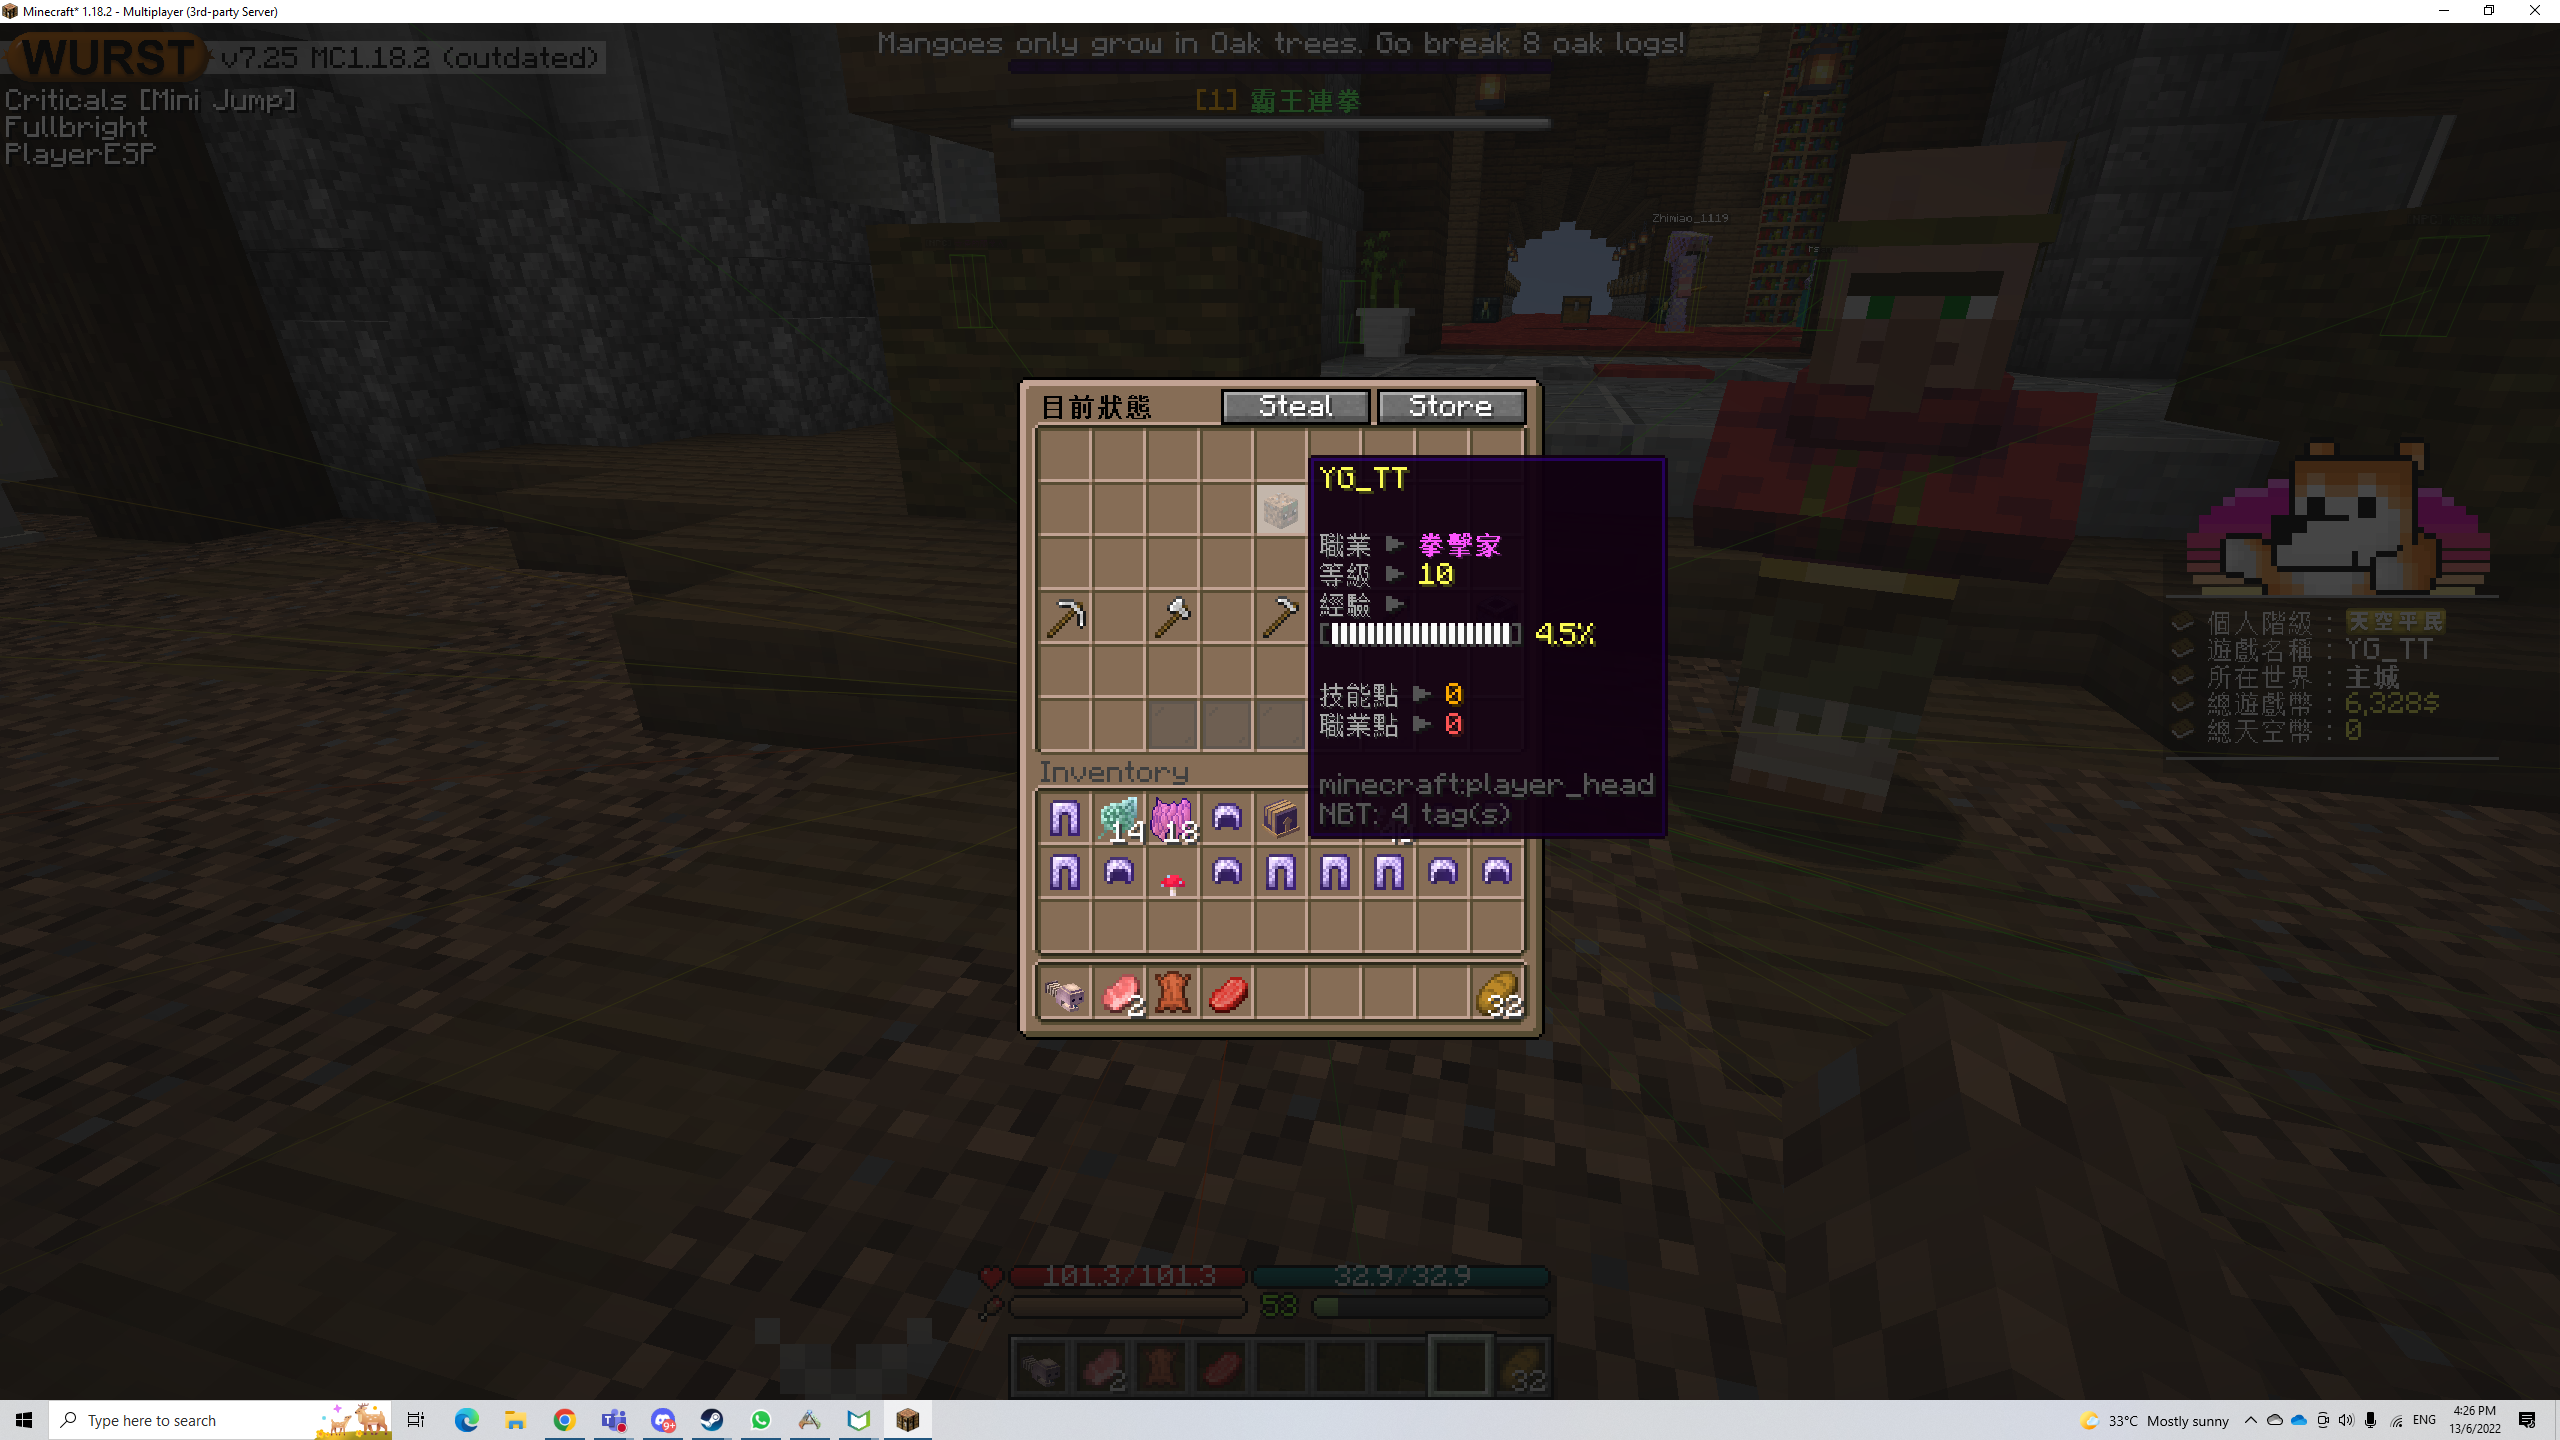 Minecraft* 1.18.2 - Multiplayer (3rd-party Server)
WURST v7.25 MC1.18.2 (outdated)
Criticals [Mini Jump]
Fullbright
PlayerESP
Mangoes only grow in Oak trees. Go break 8 oak logs!
[1] 霸王連拳
Zhimiao_1119
目前狀態
Steal
Store
YG_TT
職業 ▶ 拳擊家
等級 ▶ 10
經驗 ▶
4.5%
技能點 ▶ 0
職業點 ▶ 0
minecraft:player_head
NBT: 4 tag(s)
Inventory
14
18
2
32
個人階級 : 天空平民
遊戲名稱 : YG_TT
所在世界 : 主城
總遊戲幣 : 6,328$
總天空幣 : 0
101.3/101.3
32.9/32.9
53
2
32
Type here to search
9+
33°C Mostly sunny
ENG
4:26 PM
13/6/2022